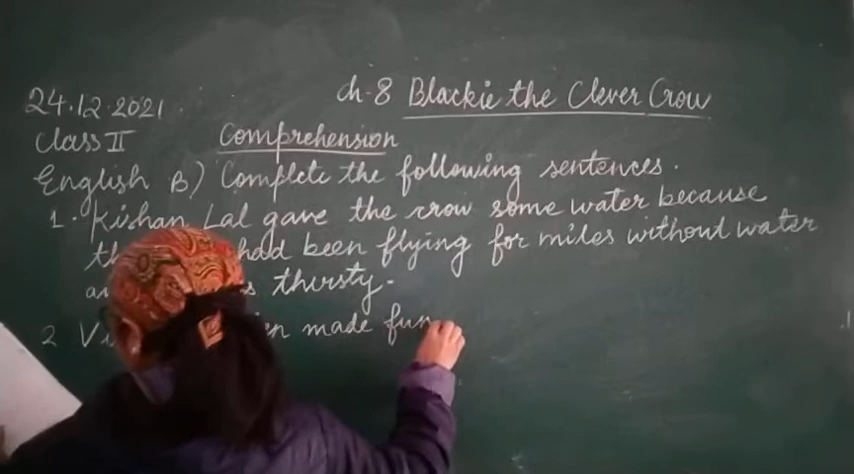 24.12.2021 ch-8 Blackie the Clever Crow
Class II Comprehension
English B) Complete the following sentences.
1. Kishan Lal gave the crow some water because
had been flying for miles without water
thirsty.
2 made fun